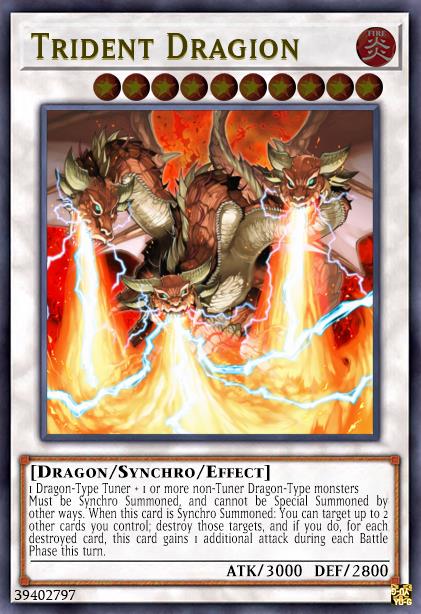 Trident Dragion
FIRE
炎
[Dragon/Synchro/Effect]
1 Dragon-Type Tuner + 1 or more non-Tuner Dragon-Type monsters
Must be Synchro Summoned, and cannot be Special Summoned by
other ways. When this card is Synchro Summoned: You can target up to 2
other cards you control; destroy those targets, and if you do, for each
destroyed card, this card gains 1 additional attack during each Battle
Phase this turn.
ATK/3000 DEF/2800
39402797